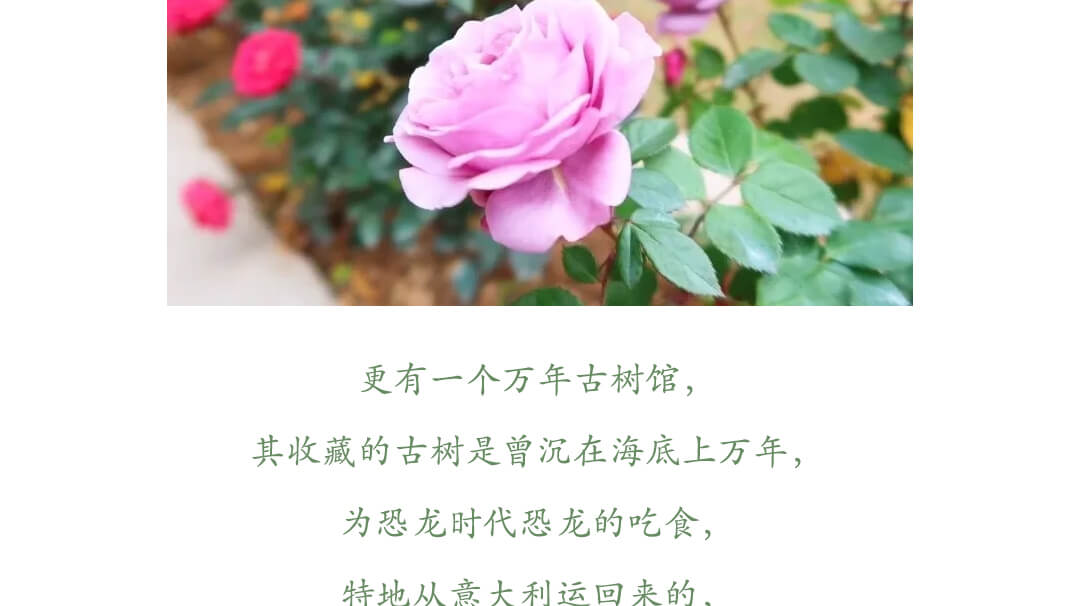 更有一个万年古树馆，
其收藏的古树是曾沉在海底上万年，
为恐龙时代恐龙的吃食，
特地从意大利运回来的，